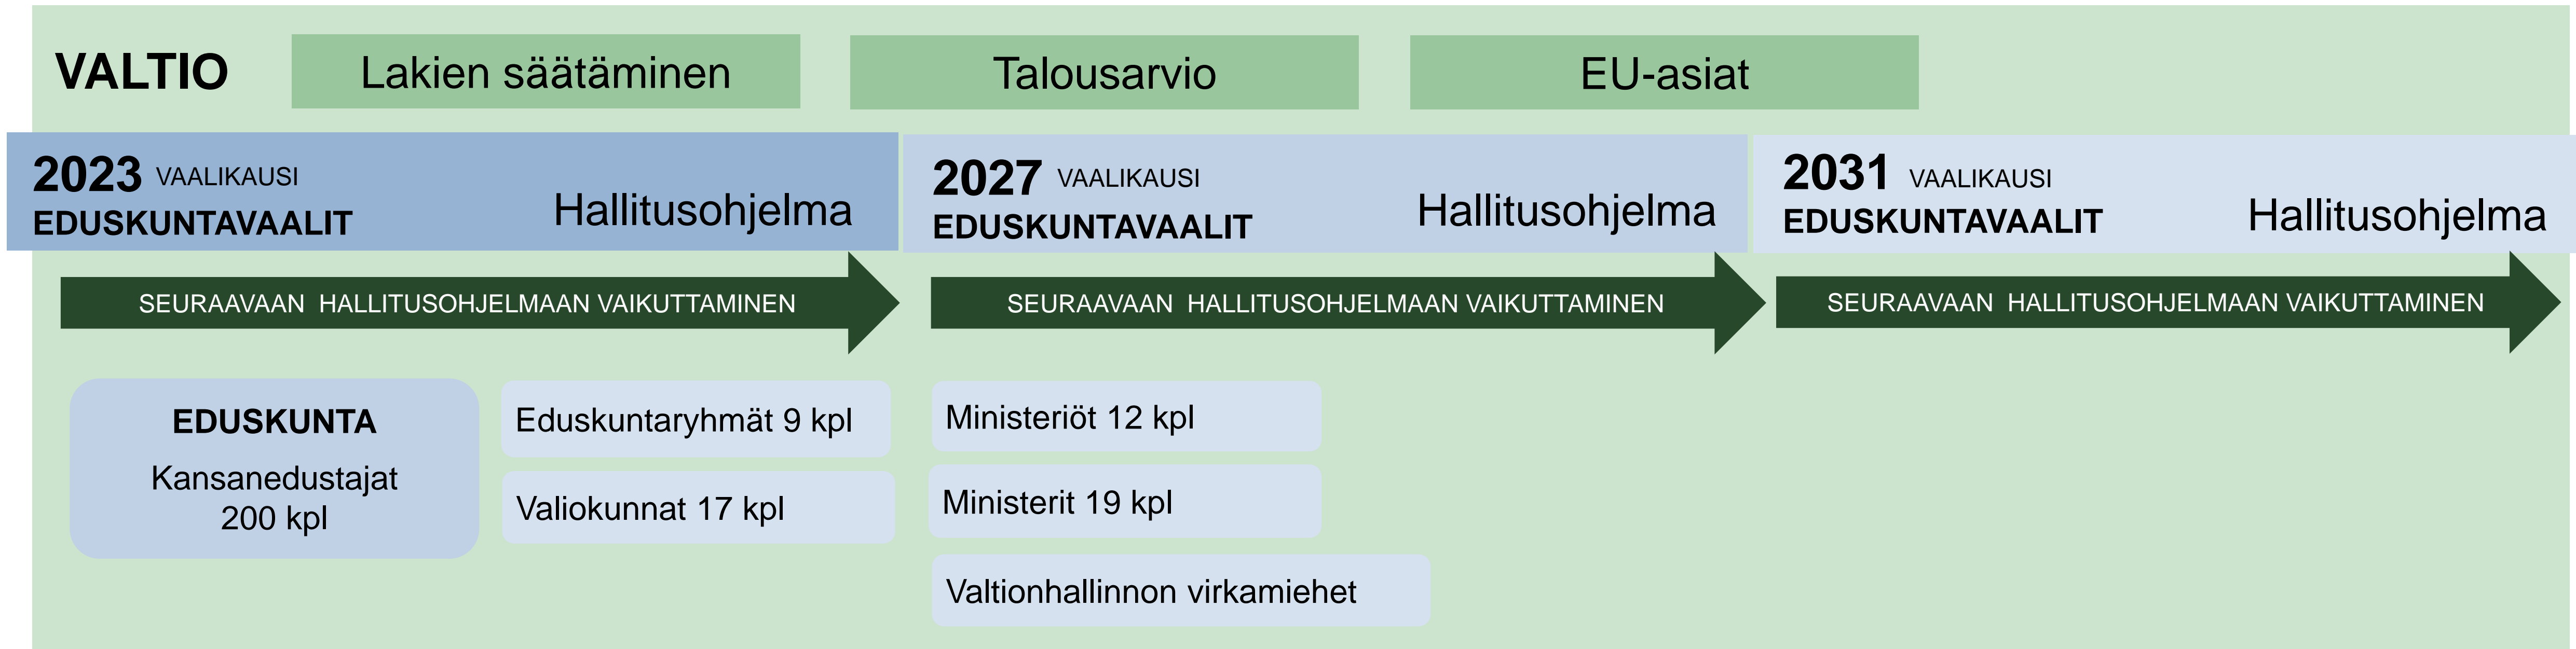 VALTIO
Lakien säätäminen
Talousarvio
EU-asiat
2023 VAALIKAUSI
EDUSKUNTAVAALIT
Hallitusohjelma
2027 VAALIKAUSI
EDUSKUNTAVAALIT
Hallitusohjelma
2031 VAALIKAUSI
EDUSKUNTAVAALIT
Hallitusohjelma
SEURAAVAAN HALLITUSOHJELMAAN VAIKUTTAMINEN
SEURAAVAAN HALLITUSOHJELMAAN VAIKUTTAMINEN
SEURAAVAAN HALLITUSOHJELMAAN VAIKUTTAMINEN
EDUSKUNTA
Kansanedustajat
200 kpl
Eduskuntaryhmät 9 kpl
Valiokunnat 17 kpl
Ministeriöt 12 kpl
Ministerit 19 kpl
Valtionhallinnon virkamiehet